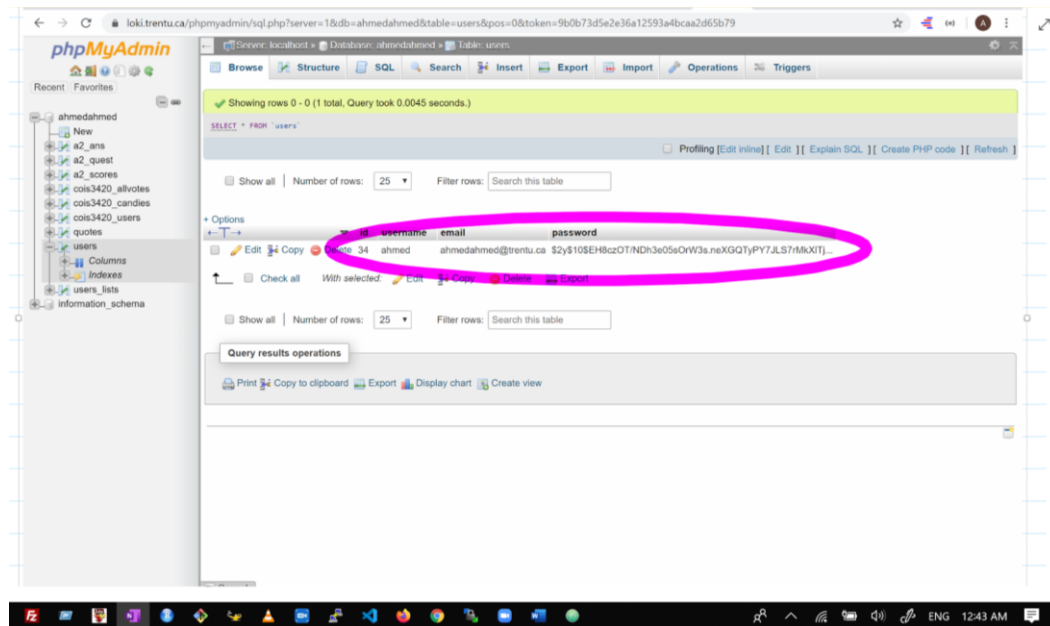 loki.trentu.ca/phpmyadmin/sql.php?server=1&db=ahmedahmed&table=users&pos=0&token=9b0b73d5e2e36a12593a4bcaa2d65b79
A
phpMyAdmin
Recent Favorites
ahmedahmed
New
a2_ans
a2_quest
a2_scores
cois3420_allvotes
cois3420_candies
cois3420_users
quotes
users
Columns
Indexes
users_lists
information_schema
Server: localhost » Database: ahmedahmed » Table: users
Browse Structure SQL Search Insert Export Import Operations Triggers
Showing rows 0 - 0 (1 total, Query took 0.0045 seconds.)
SELECT * FROM `users`
Profiling [Edit inline] [ Edit ] [ Explain SQL ] [ Create PHP code ] [ Refresh ]
Show all | Number of rows: 25 Filter rows: Search this table
+ Options
←T→ id username email password
Edit Copy Delete 34 ahmed ahmedahmed@trentu.ca $2y$10$EH8czOT/NDh3e05sOrW3s.neXGQTyPY7JLS7rMkXlTj...
Check all With selected: Edit Copy Delete Export
Show all | Number of rows: 25 Filter rows: Search this table
Query results operations
Print Copy to clipboard Export Display chart Create view
ENG 12:43 AM